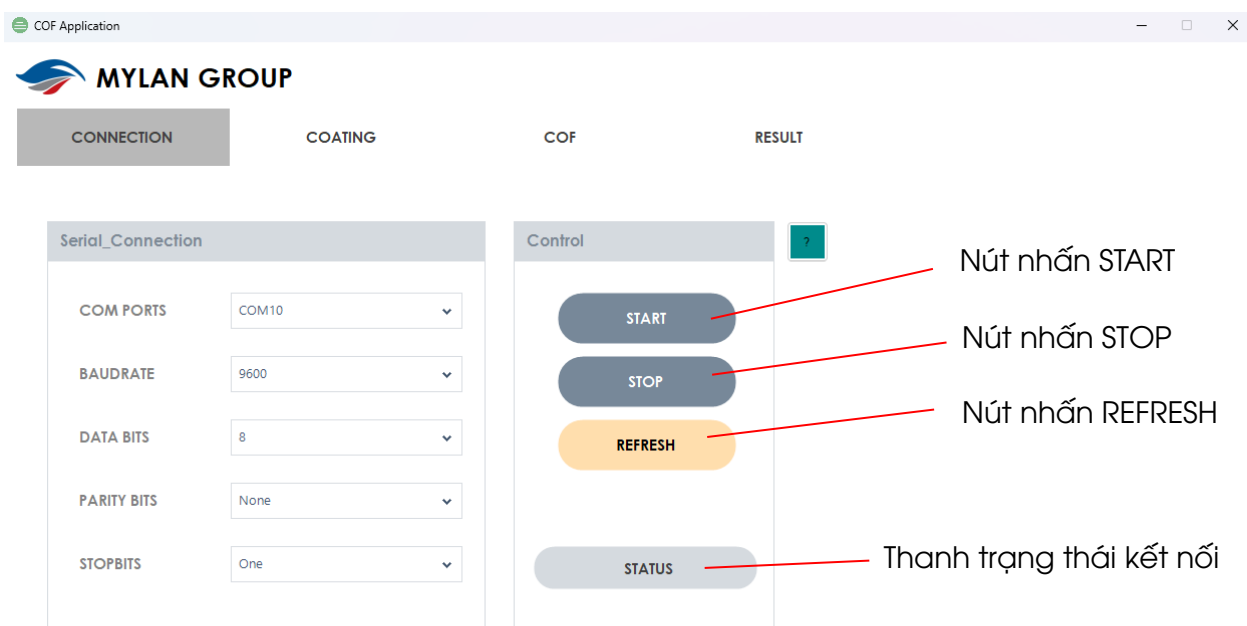 COF Application
MYLAN GROUP
CONNECTION COATING COF RESULT
Serial_Connection
COM PORTS COM10
BAUDRATE 9600
DATA BITS 8
PARITY BITS None
STOPBITS One
Control
?
START
STOP
REFRESH
STATUS
Nút nhấn START
Nút nhấn STOP
Nút nhấn REFRESH
Thanh trạng thái kết nối